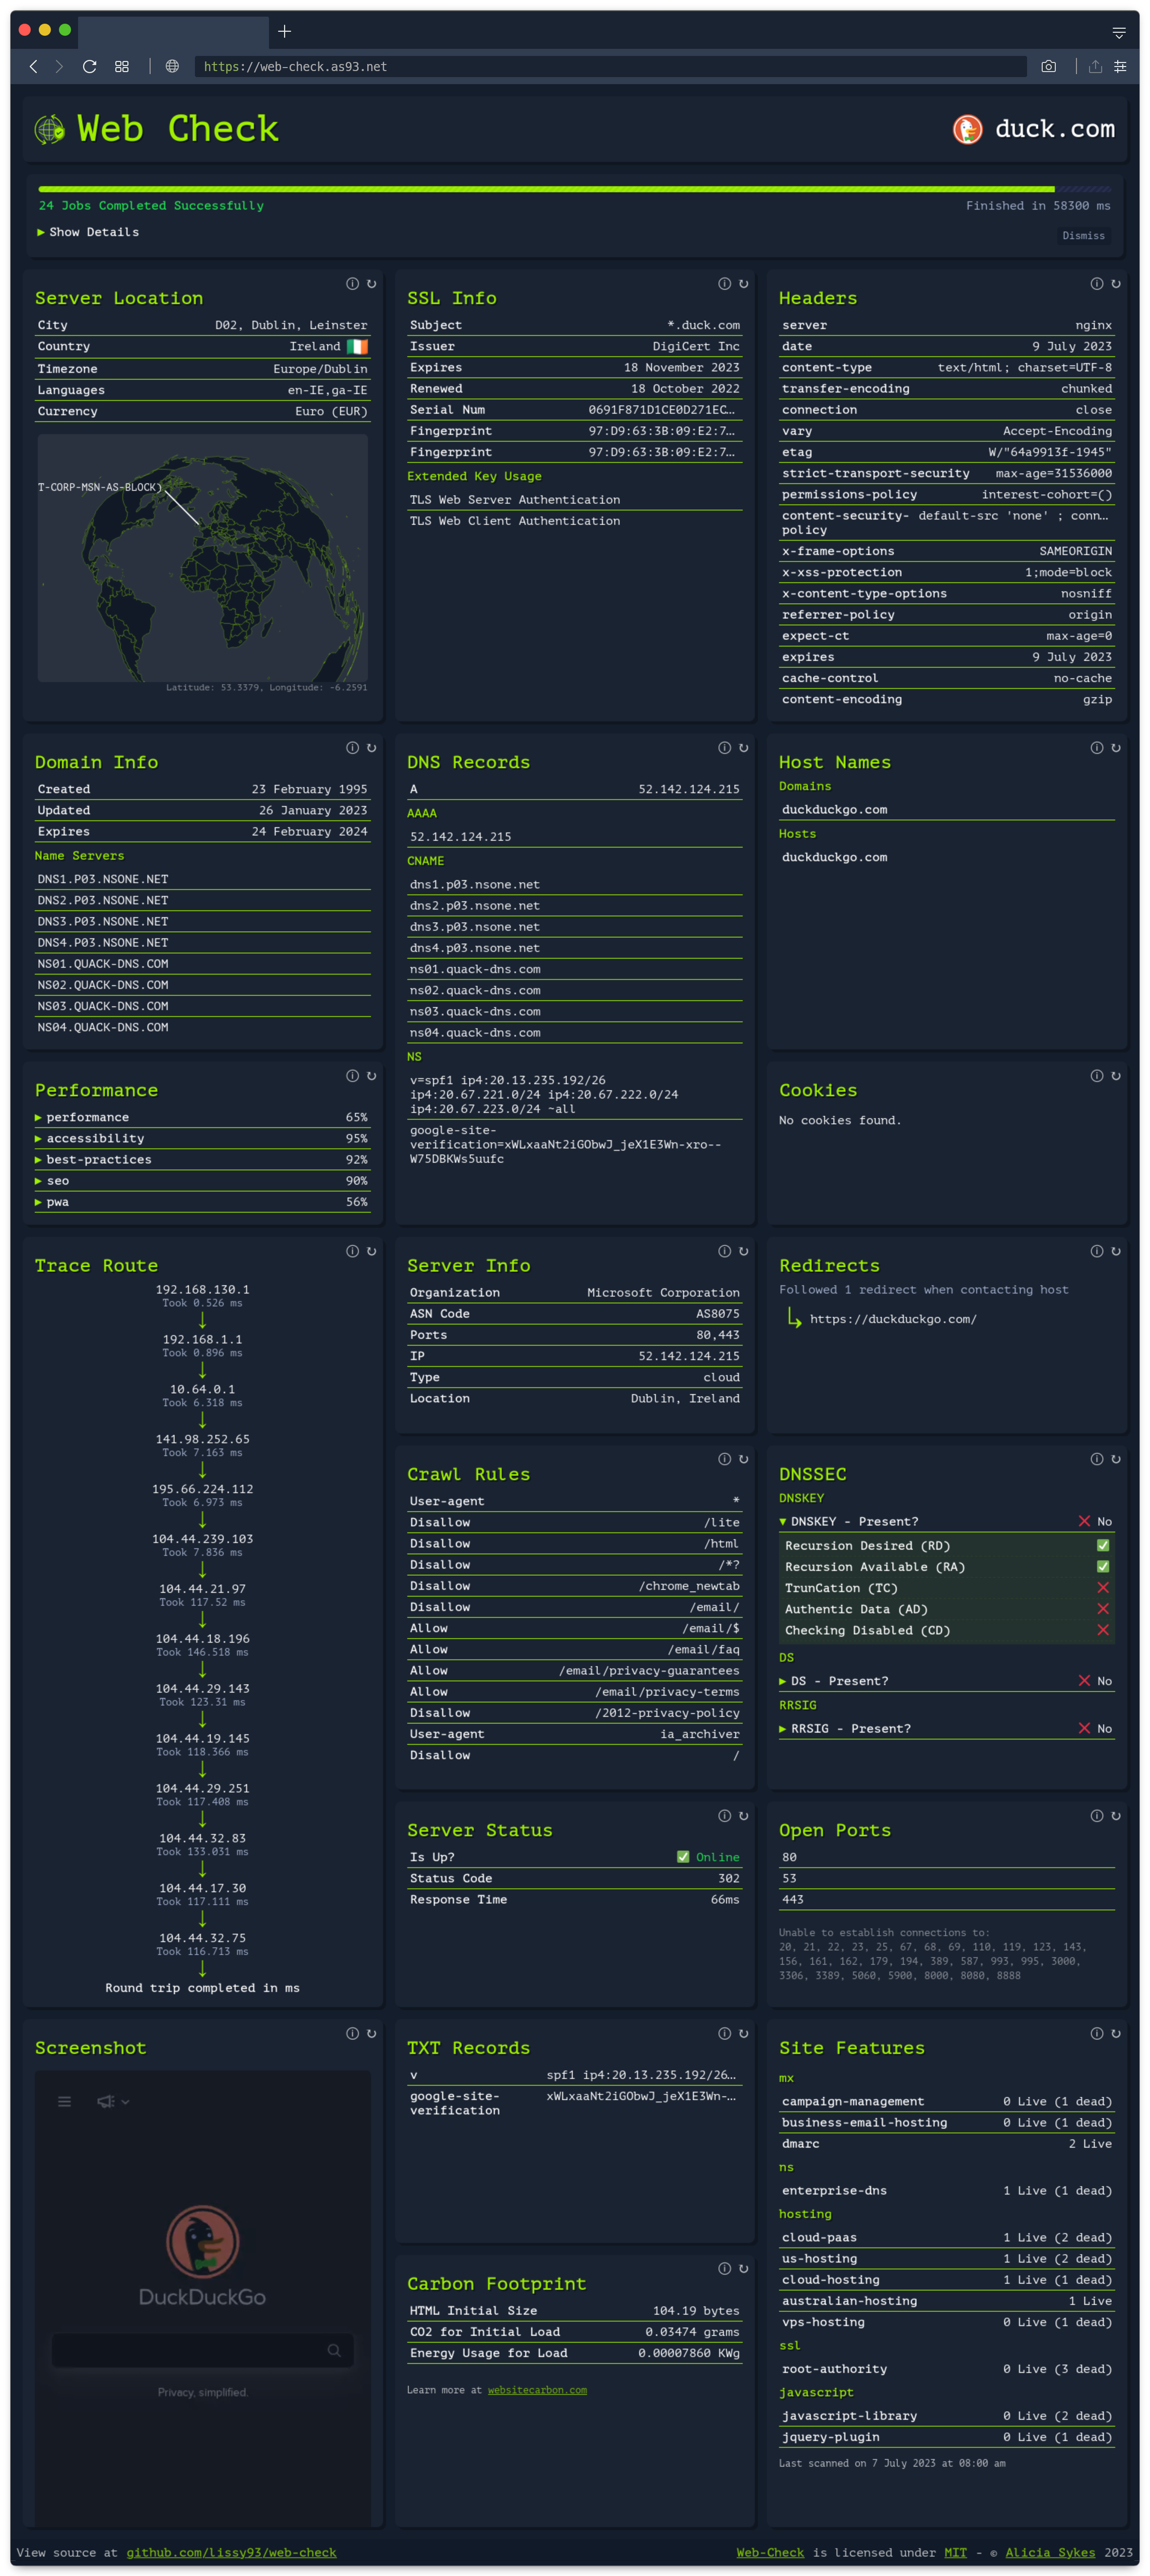 https://web-check.as93.net
Web Check
duck.com
24 Jobs Completed Successfully
Finished in 58300 ms
Show Details
Dismiss
Server Location
City D02, Dublin, Leinster
Country Ireland
Timezone Europe/Dublin
Languages en-IE,ga-IE
Currency Euro (EUR)
T-CORP-MSN-AS-BLOCK)
Latitude: 53.3379, Longitude: -6.2591
SSL Info
Subject *.duck.com
Issuer DigiCert Inc
Expires 18 November 2023
Renewed 18 October 2022
Serial Num 0691F871D1CE0D271EC…
Fingerprint 97:D9:63:3B:09:E2:7…
Fingerprint 97:D9:63:3B:09:E2:7…
Extended Key Usage
TLS Web Server Authentication
TLS Web Client Authentication
Headers
server nginx
date 9 July 2023
content-type text/html; charset=UTF-8
transfer-encoding chunked
connection close
vary Accept-Encoding
etag W/"64a9913f-1945"
strict-transport-security max-age=31536000
permissions-policy interest-cohort=()
content-security- default-src 'none' ; conn…
policy
x-frame-options SAMEORIGIN
x-xss-protection 1;mode=block
x-content-type-options nosniff
referrer-policy origin
expect-ct max-age=0
expires 9 July 2023
cache-control no-cache
content-encoding gzip
Domain Info
Created 23 February 1995
Updated 26 January 2023
Expires 24 February 2024
Name Servers
DNS1.P03.NSONE.NET
DNS2.P03.NSONE.NET
DNS3.P03.NSONE.NET
DNS4.P03.NSONE.NET
NS01.QUACK-DNS.COM
NS02.QUACK-DNS.COM
NS03.QUACK-DNS.COM
NS04.QUACK-DNS.COM
DNS Records
A 52.142.124.215
AAAA
52.142.124.215
CNAME
dns1.p03.nsone.net
dns2.p03.nsone.net
dns3.p03.nsone.net
dns4.p03.nsone.net
ns01.quack-dns.com
ns02.quack-dns.com
ns03.quack-dns.com
ns04.quack-dns.com
NS
v=spf1 ip4:20.13.235.192/26
ip4:20.67.221.0/24 ip4:20.67.222.0/24
ip4:20.67.223.0/24 ~all
google-site-
verification=xWLxaaNt2iGObwJ_jeX1E3Wn-xro--
W75DBKWs5uufc
Host Names
Domains
duckduckgo.com
Hosts
duckduckgo.com
Performance
performance 65%
accessibility 95%
best-practices 92%
seo 90%
pwa 56%
Cookies
No cookies found.
Trace Route
192.168.130.1
Took 0.526 ms
192.168.1.1
Took 0.896 ms
10.64.0.1
Took 6.318 ms
141.98.252.65
Took 7.163 ms
195.66.224.112
Took 6.973 ms
104.44.239.103
Took 7.836 ms
104.44.21.97
Took 117.52 ms
104.44.18.196
Took 146.518 ms
104.44.29.143
Took 123.31 ms
104.44.19.145
Took 118.366 ms
104.44.29.251
Took 117.408 ms
104.44.32.83
Took 133.031 ms
104.44.17.30
Took 117.111 ms
104.44.32.75
Took 116.713 ms
Round trip completed in ms
Server Info
Organization Microsoft Corporation
ASN Code AS8075
Ports 80,443
IP 52.142.124.215
Type cloud
Location Dublin, Ireland
Redirects
Followed 1 redirect when contacting host
https://duckduckgo.com/
Crawl Rules
User-agent *
Disallow /lite
Disallow /html
Disallow /*?
Disallow /chrome_newtab
Disallow /email/
Allow /email/$
Allow /email/faq
Allow /email/privacy-guarantees
Allow /email/privacy-terms
Disallow /2012-privacy-policy
User-agent ia_archiver
Disallow /
DNSSEC
DNSKEY
DNSKEY - Present? No
Recursion Desired (RD)
Recursion Available (RA)
TrunCation (TC)
Authentic Data (AD)
Checking Disabled (CD)
DS
DS - Present? No
RRSIG
RRSIG - Present? No
Server Status
Is Up? Online
Status Code 302
Response Time 66ms
Open Ports
80
53
443
Unable to establish connections to:
20, 21, 22, 23, 25, 67, 68, 69, 110, 119, 123, 143,
156, 161, 162, 179, 194, 389, 587, 993, 995, 3000,
3306, 3389, 5060, 5900, 8000, 8080, 8888
Screenshot
DuckDuckGo
Privacy, simplified.
TXT Records
v spf1 ip4:20.13.235.192/26…
google-site- xWLxaaNt2iGObwJ_jeX1E3Wn-…
verification
Carbon Footprint
HTML Initial Size 104.19 bytes
CO2 for Initial Load 0.03474 grams
Energy Usage for Load 0.00007860 KWg
Learn more at websitecarbon.com
Site Features
mx
campaign-management 0 Live (1 dead)
business-email-hosting 0 Live (1 dead)
dmarc 2 Live
ns
enterprise-dns 1 Live (1 dead)
hosting
cloud-paas 1 Live (2 dead)
us-hosting 1 Live (2 dead)
cloud-hosting 1 Live (1 dead)
australian-hosting 1 Live
vps-hosting 0 Live (1 dead)
ssl
root-authority 0 Live (3 dead)
javascript
javascript-library 0 Live (2 dead)
jquery-plugin 0 Live (1 dead)
Last scanned on 7 July 2023 at 08:00 am
View source at github.com/lissy93/web-check
Web-Check is licensed under MIT - © Alicia Sykes 2023